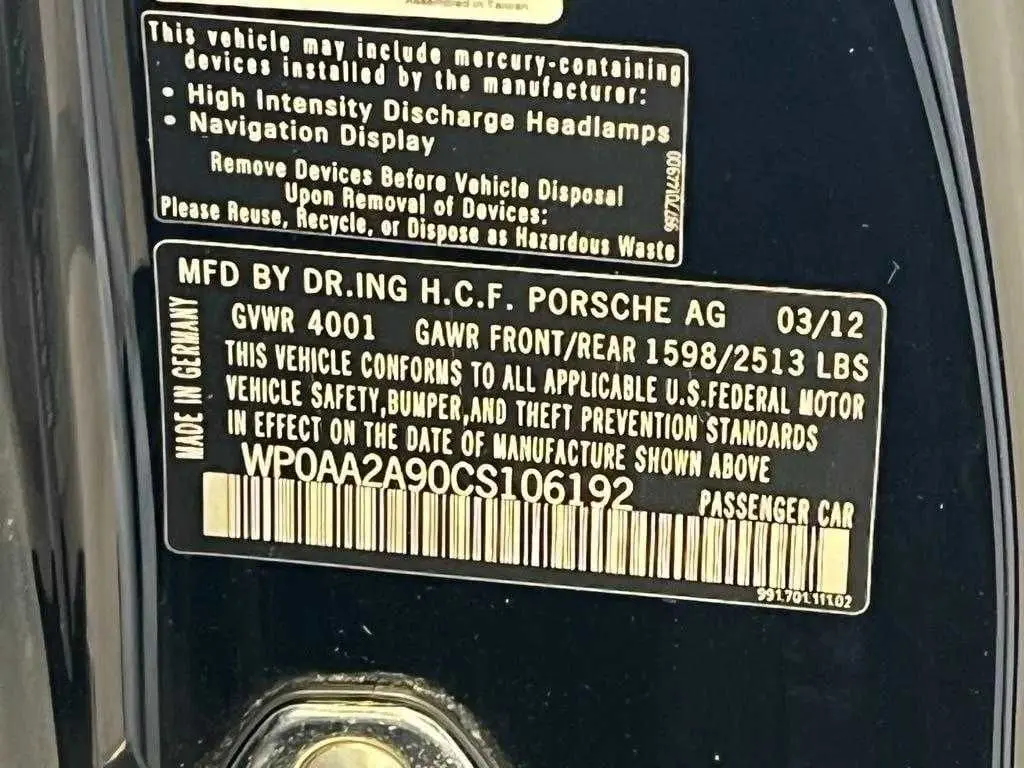 Assembled in Taiwan
This vehicle may include mercury-containing
devices installed by the manufacturer:
• High Intensity Discharge Headlamps
• Navigation Display
Remove Devices Before Vehicle Disposal
Upon Removal of Devices:
Please Reuse, Recycle, or Dispose as Hazardous Waste
MFD BY DR.ING H.C.F. PORSCHE AG 03/12
GVWR 4001 GAWR FRONT/REAR 1598/2513 LBS
THIS VEHICLE CONFORMS TO ALL APPLICABLE U.S.FEDERAL MOTOR
VEHICLE SAFETY,BUMPER,AND THEFT PREVENTION STANDARDS
IN EFFECT ON THE DATE OF MANUFACTURE SHOWN ABOVE
MADE IN GERMANY
WP0AA2A90CS106192 PASSENGER CAR
991.701.111.02